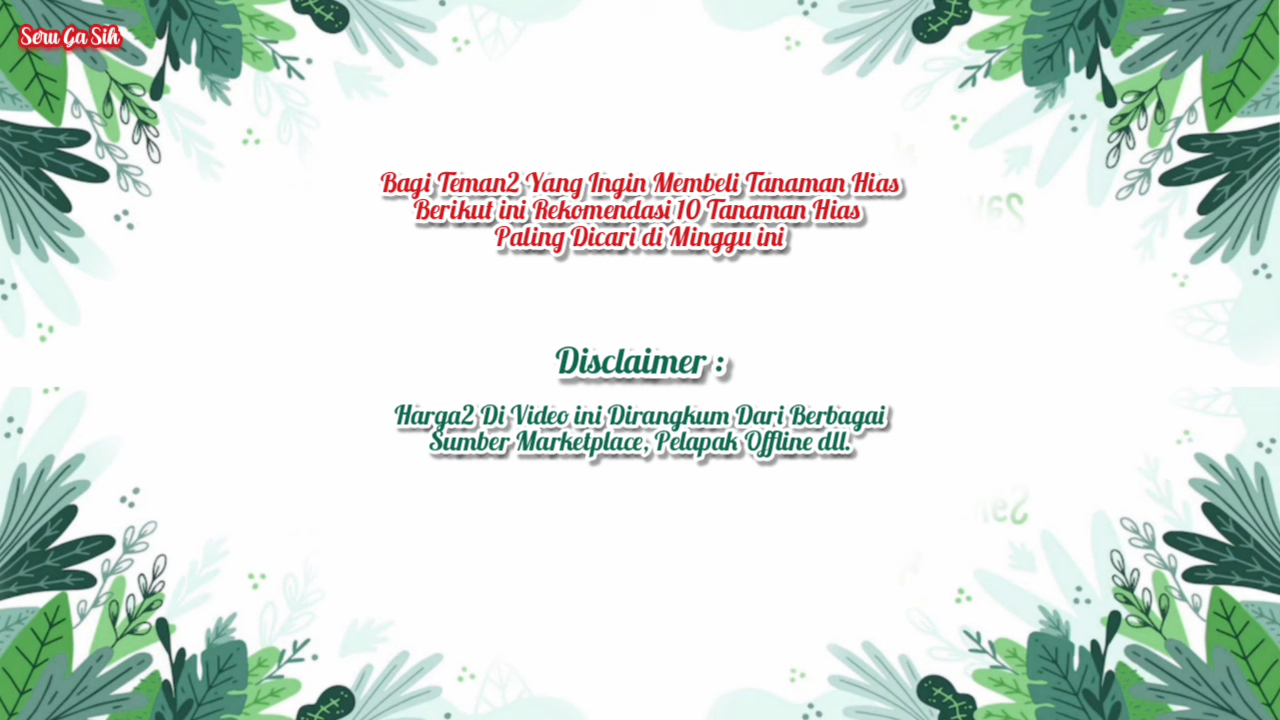 Seru Ga Sih
Bagi Teman2 Yang Ingin Membeli Tanaman Hias
Berikut ini Rekomendasi 10 Tanaman Hias
Paling Dicari di Minggu ini
Disclaimer :
Harga2 Di Video ini Dirangkum Dari Berbagai
Sumber Marketplace, Pelapak Offline dll.